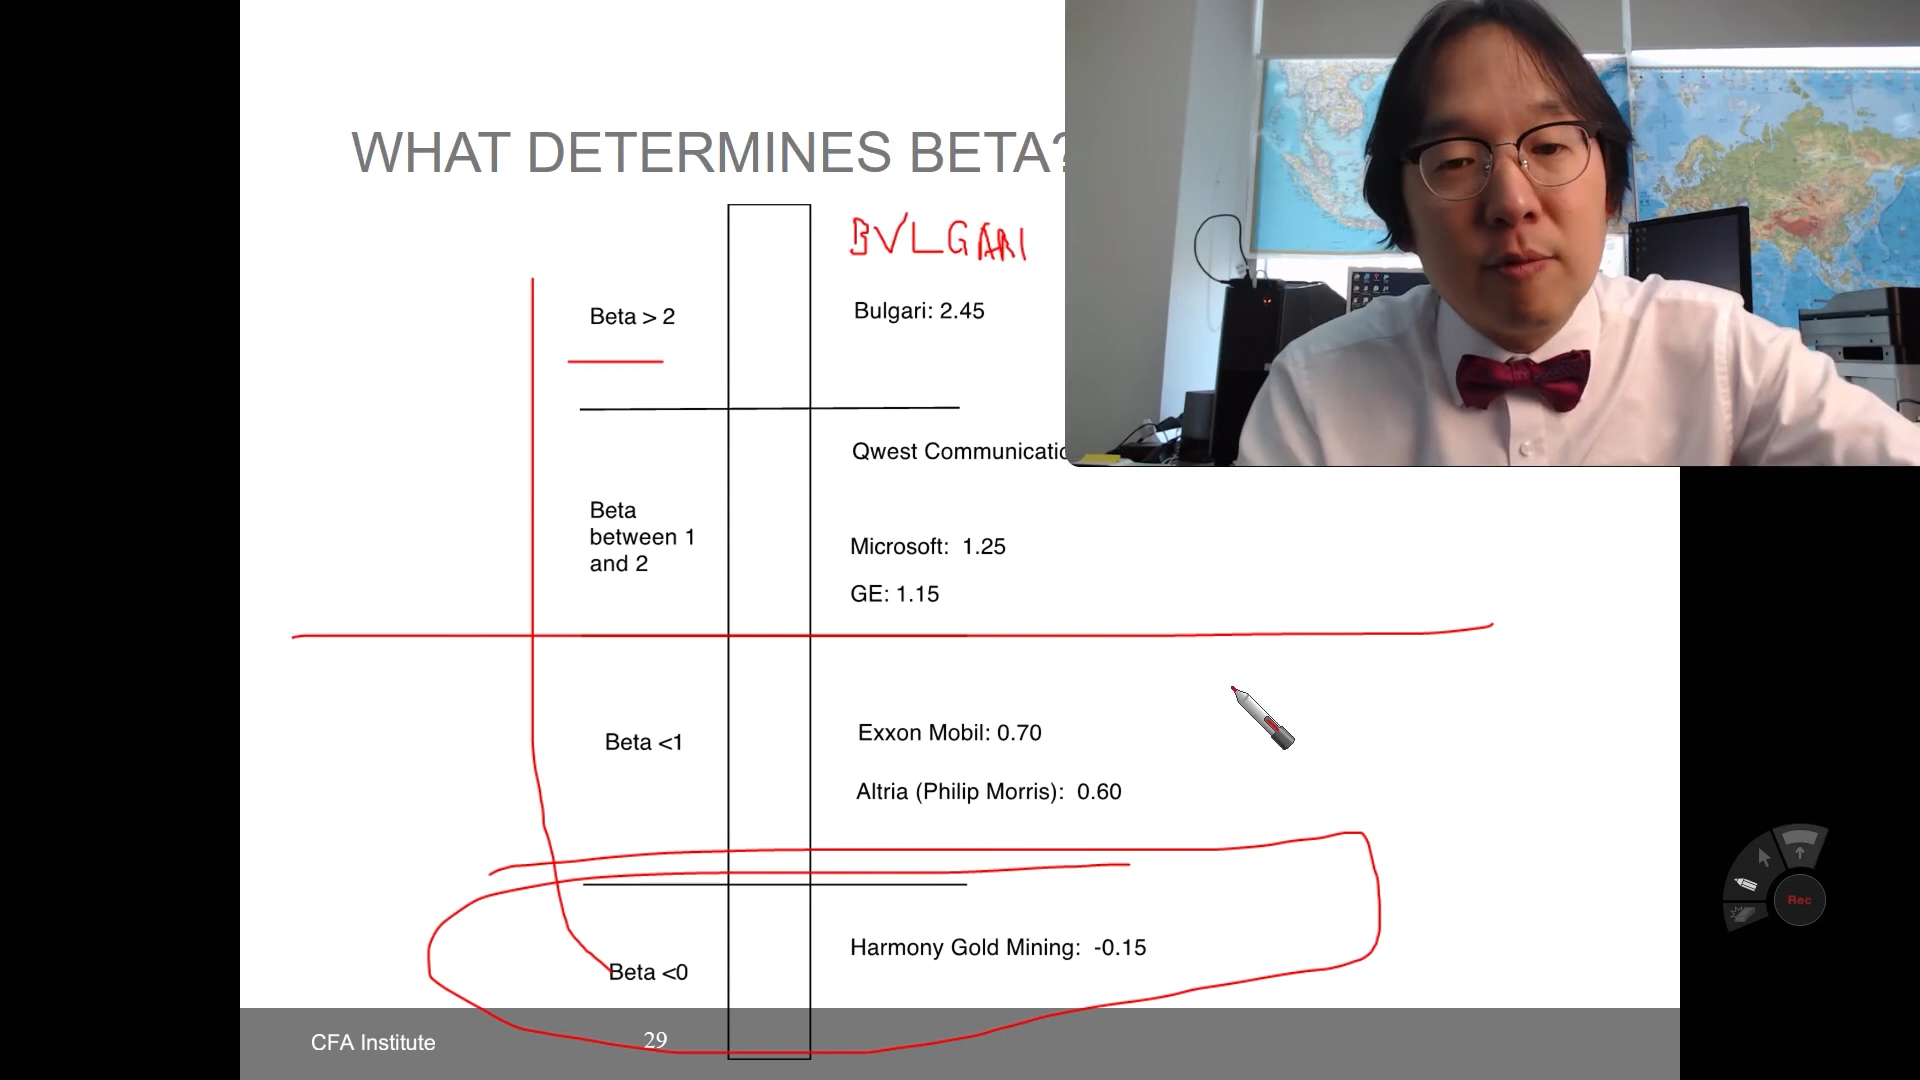 WHAT DETERMINES BETA?
BVLGARI
Beta > 2
Bulgari: 2.45
Qwest Communicatio
Beta
between 1
and 2
Microsoft: 1.25
GE: 1.15
Beta <1
Exxon Mobil: 0.70
Altria (Philip Morris): 0.60
Harmony Gold Mining: -0.15
Beta <0
CFA Institute
29
Rec